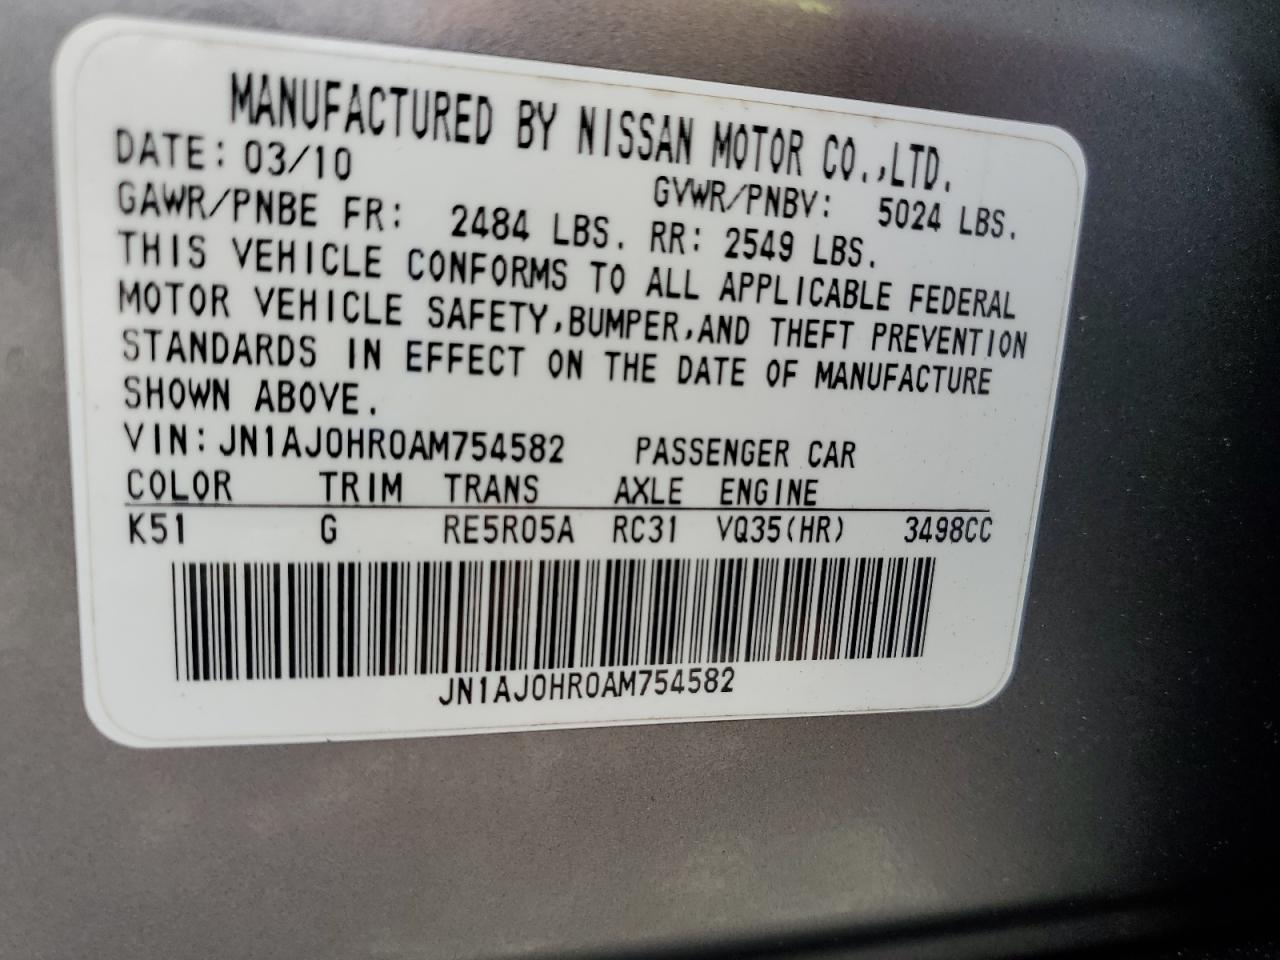 MANUFACTURED BY NISSAN MOTOR CO.,LTD.
DATE: 03/10 GVWR/PNBV: 5024 LBS.
GAWR/PNBE FR: 2484 LBS. RR: 2549 LBS.
THIS VEHICLE CONFORMS TO ALL APPLICABLE FEDERAL
MOTOR VEHICLE SAFETY,BUMPER,AND THEFT PREVENTION
STANDARDS IN EFFECT ON THE DATE OF MANUFACTURE
SHOWN ABOVE.
VIN: JN1AJ0HR0AM754582 PASSENGER CAR
COLOR TRIM TRANS AXLE ENGINE
K51 G RE5R05A RC31 VQ35(HR) 3498CC
JN1AJ0HR0AM754582